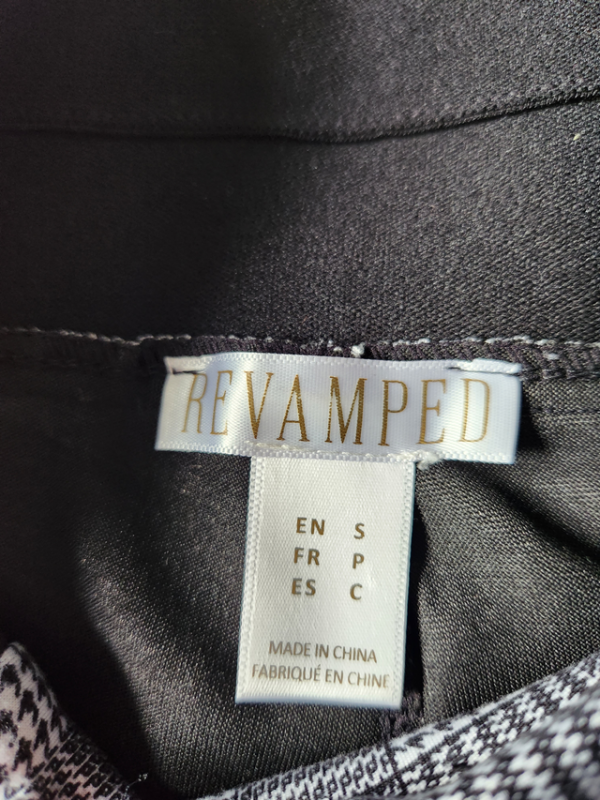 REVAMPED
EN S
FR P
ES C
MADE IN CHINA
FABRIQUÉ EN CHINE